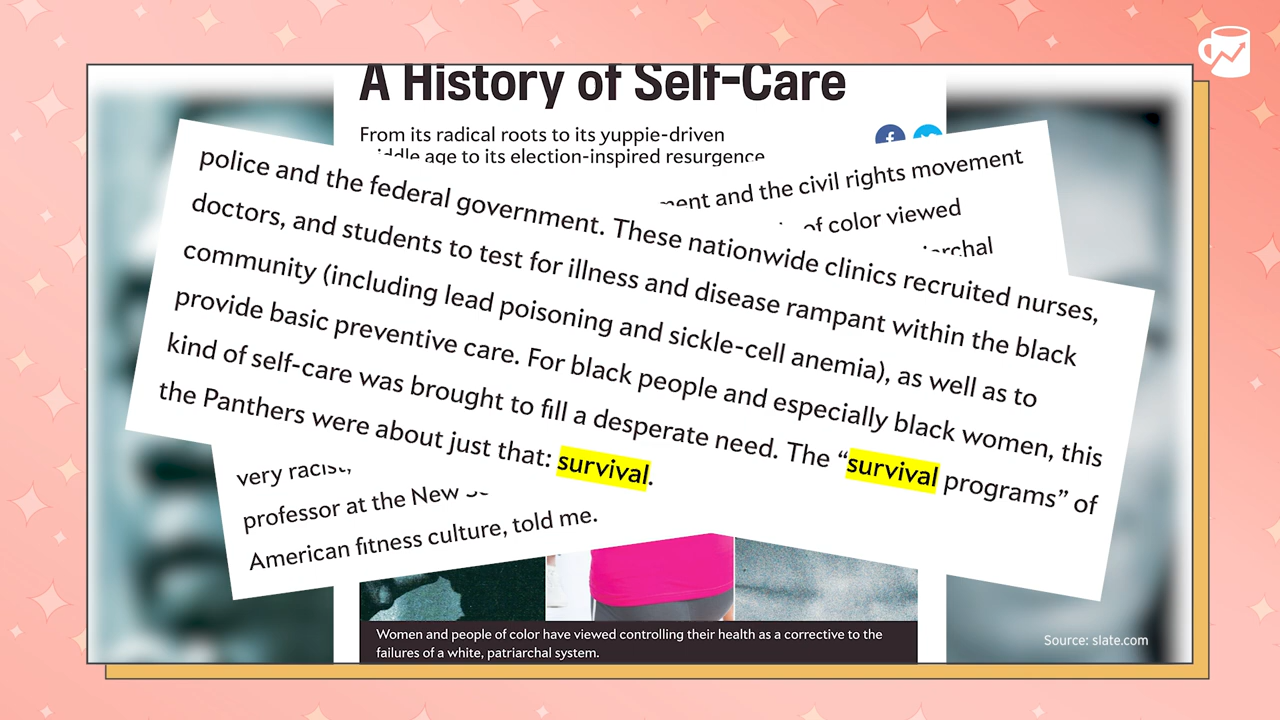 A History of Self-Care
From its radical roots to its yuppie-driven
middle age to its election-inspired resurgence
and the civil rights movement
of color viewed
police and the federal government. These nationwide clinics recruited nurses,
doctors, and students to test for illness and disease rampant within the black
community (including lead poisoning and sickle-cell anemia), as well as to
provide basic preventive care. For black people and especially black women, this
kind of self-care was brought to fill a desperate need. The “survival programs” of
the Panthers were about just that: survival.
very racist,
professor at the New
American fitness culture, told me.
Women and people of color have viewed controlling their health as a corrective to the
failures of a white, patriarchal system.
Source: slate.com